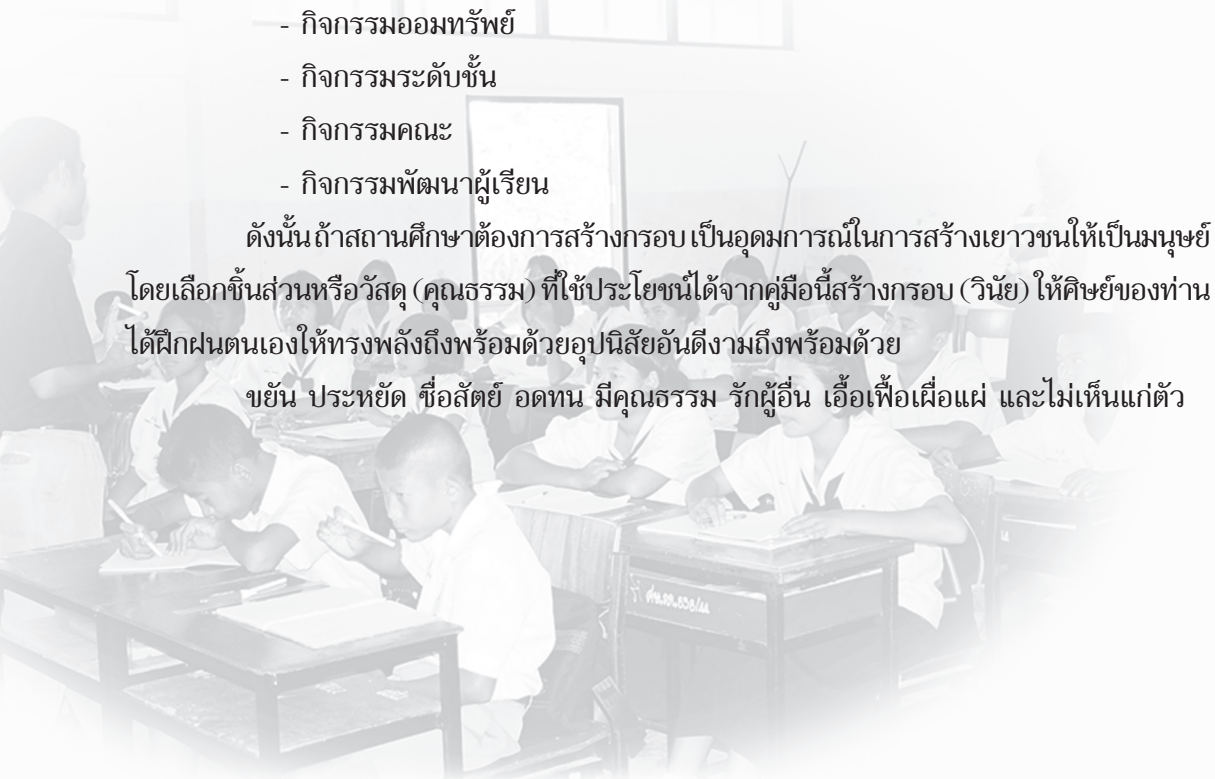 - กิจกรรมออมทรัพย์
- กิจกรรมระดับชั้น
- กิจกรรมคณะ
- กิจกรรมพัฒนาผู้เรียน
ดังนั้น ถ้าสถานศึกษาต้องการสร้างกรอบ เป็นอุดมการณ์ในการสร้างเยาวชนให้เป็นมนุษย์
โดยเลือกชิ้นส่วนหรือวัสดุ (คุณธรรม) ที่ใช้ประโยชน์ได้จากคู่มือนี้สร้างกรอบ (วินัย) ให้ศิษย์ของท่าน
ได้ฝึกฝนตนเองให้ทรงพลังถึงพร้อมด้วยอุปนิสัยอันดีงามถึงพร้อมด้วย
ขยัน ประหยัด ซื่อสัตย์ อดทน มีคุณธรรม รักผู้อื่น เอื้อเฟื้อเผื่อแผ่ และไม่เห็นแก่ตัว